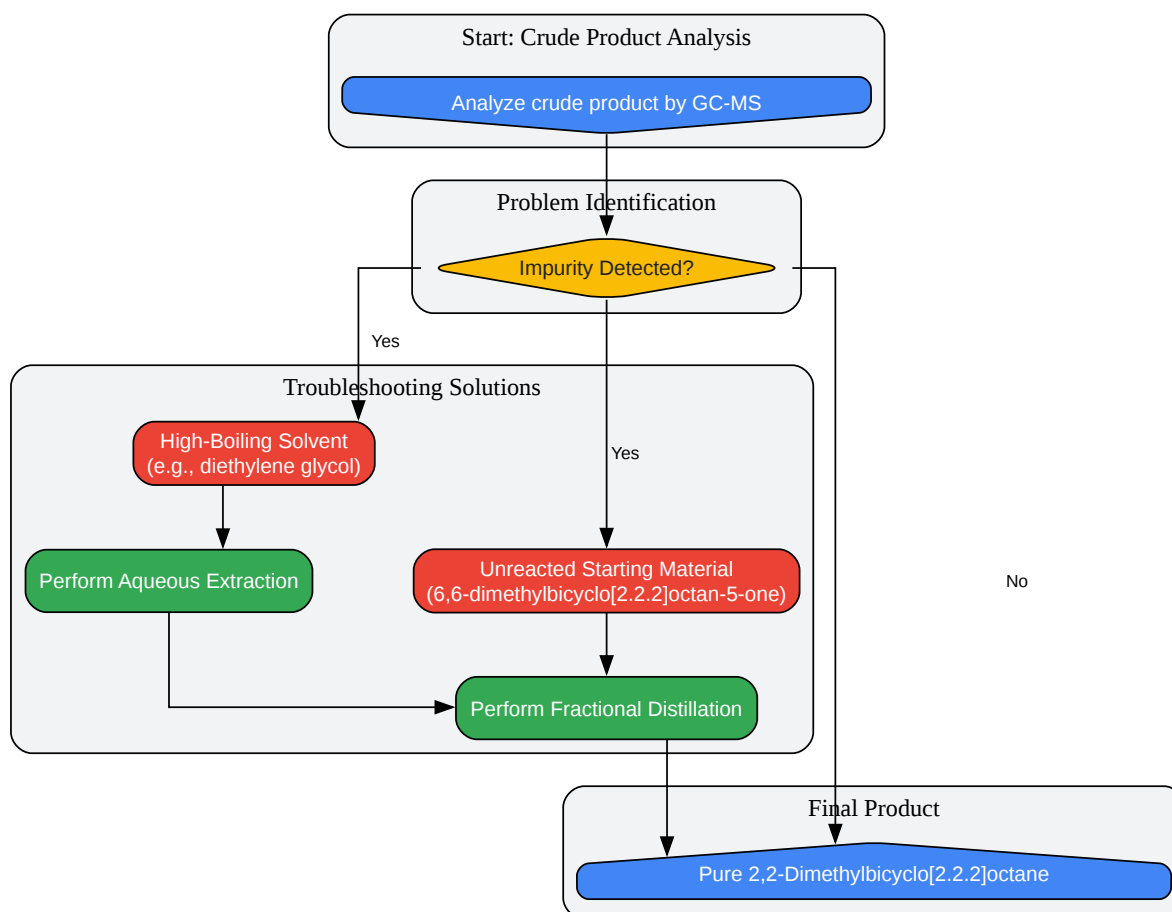 Start: Crude Product Analysis
Analyze crude product by GC-MS
Problem Identification
Impurity Detected?
Yes
Troubleshooting Solutions
High-Boiling Solvent
(e.g., diethylene glycol)
Yes
Perform Aqueous Extraction
Unreacted Starting Material
(6,6-dimethylbicyclo[2.2.2]octan-5-one)
No
Perform Fractional Distillation
Final Product
Pure 2,2-Dimethylbicyclo[2.2.2]octane